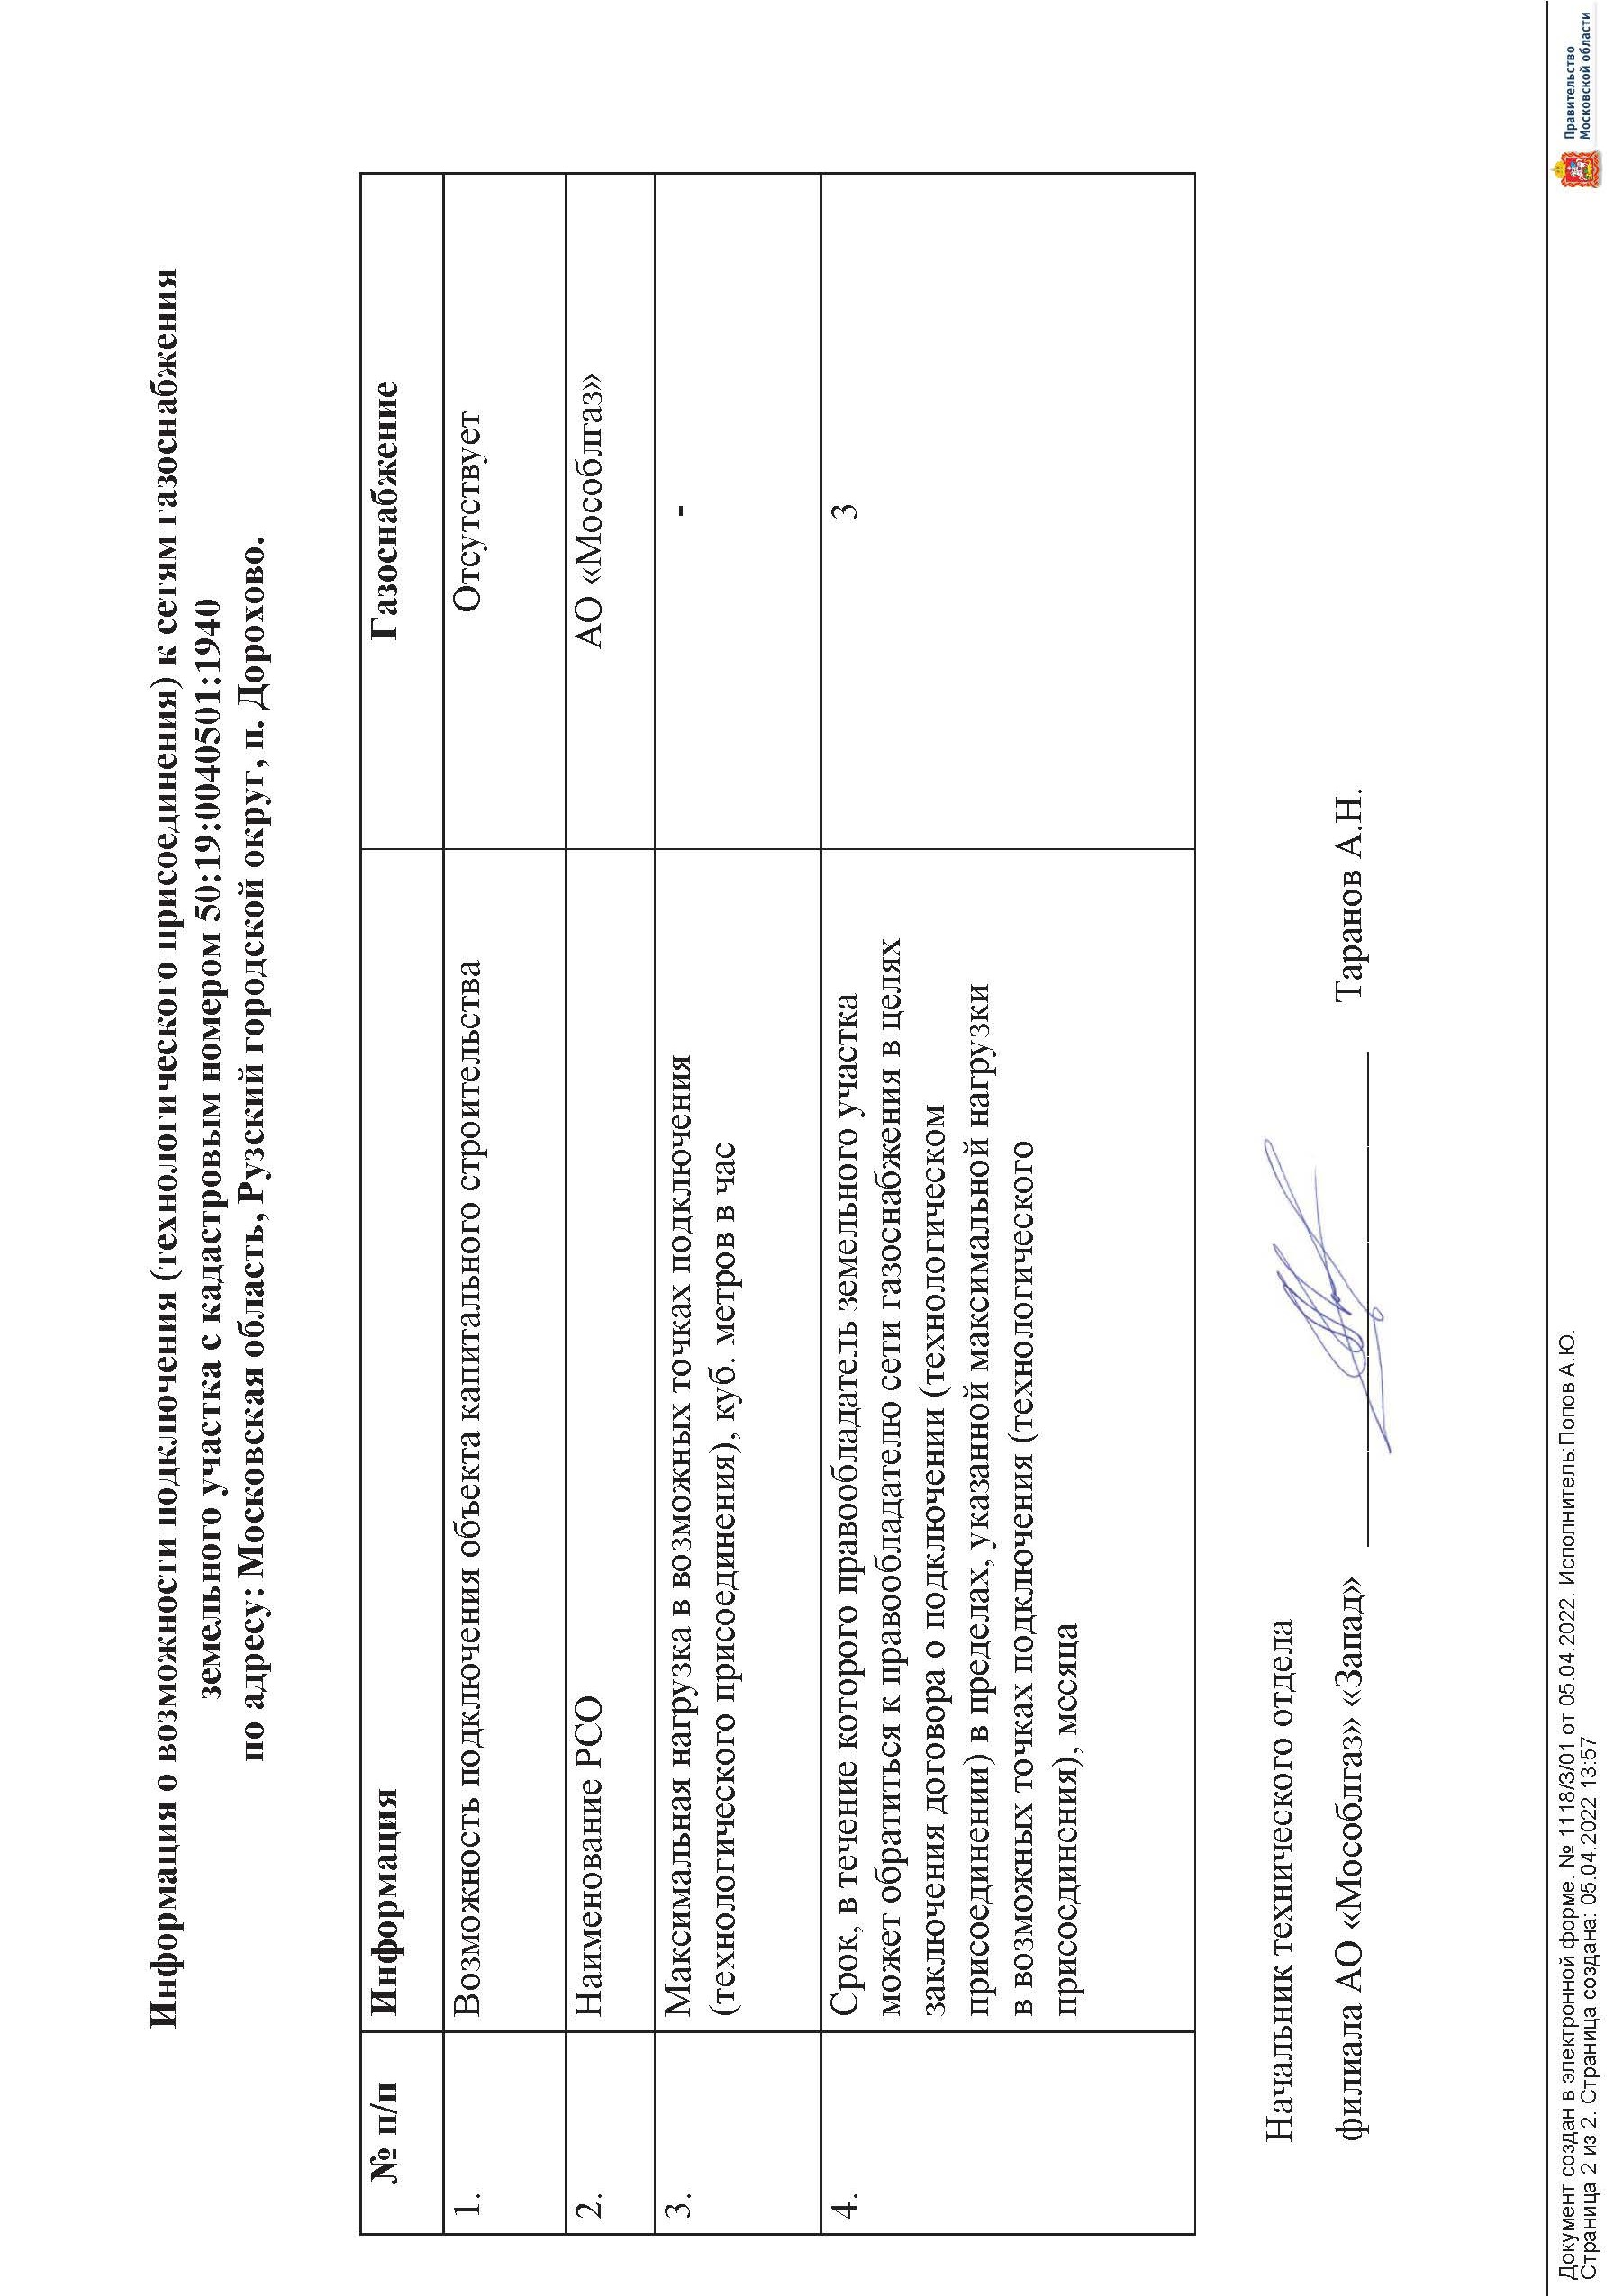 Информация о возможности подключения (технологического присоединения) к сетям газоснабжения
земельного участка с кадастровым номером 50:19:0040501:1940
по адресу: Московская область, Рузский городской округ, п. Дорохово.
№ п/п Информация Газоснабжение
1. Возможность подключения объекта капитального строительства Отсутствует
2. Наименование РСО АО «Мособлгаз»
3. Максимальная нагрузка в возможных точках подключения -
(технологического присоединения), куб. метров в час
4. Срок, в течение которого правообладатель земельного участка 3
может обратиться к правообладателю сети газоснабжения в целях
заключения договора о подключении (технологическом
присоединении) в пределах, указанной максимальной нагрузки
в возможных точках подключения (технологического
присоединения), месяца
Начальник технического отдела
филиала АО «Мособлгаз» «Запад» Таранов А.Н.
Документ создан в электронной форме. № 1118/3/01 от 05.04.2022. Исполнитель:Попов А.Ю.
Страница 2 из 2. Страница создана: 05.04.2022 13:57
Правительство
Московской области